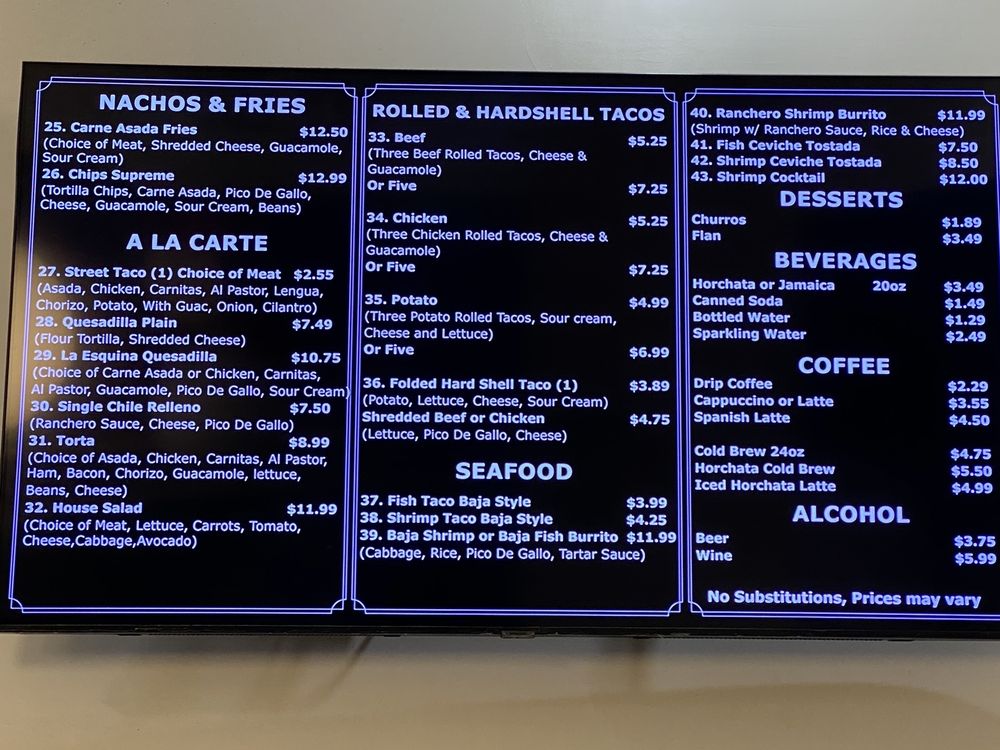 NACHOS & FRIES
25. Carne Asada Fries $12.50
(Choice of Meat, Shredded Cheese, Guacamole,
Sour Cream)
26. Chips Supreme $12.99
(Tortilla Chips, Carne Asada, Pico De Gallo,
Cheese, Guacamole, Sour Cream, Beans)
A LA CARTE
27. Street Taco (1) Choice of Meat $2.55
(Asada, Chicken, Carnitas, Al Pastor, Lengua,
Chorizo, Potato, With Guac, Onion, Cilantro)
28. Quesadilla Plain $7.49
(Flour Tortilla, Shredded Cheese)
29. La Esquina Quesadilla $10.75
(Choice of Carne Asada or Chicken, Carnitas,
Al Pastor, Guacamole, Pico De Gallo, Sour Cream)
30. Single Chile Relleno $7.50
(Ranchero Sauce, Cheese, Pico De Gallo)
31. Torta $8.99
(Choice of Asada, Chicken, Carnitas, Al Pastor,
Ham, Bacon, Chorizo, Guacamole, lettuce,
Beans, Cheese)
32. House Salad $11.99
(Choice of Meat, Lettuce, Carrots, Tomato,
Cheese,Cabbage,Avocado)
ROLLED & HARDSHELL TACOS
33. Beef $5.25
(Three Beef Rolled Tacos, Cheese &
Guacamole)
Or Five $7.25
34. Chicken $5.25
(Three Chicken Rolled Tacos, Cheese &
Guacamole)
Or Five $7.25
35. Potato $4.99
(Three Potato Rolled Tacos, Sour cream,
Cheese and Lettuce)
Or Five $6.99
36. Folded Hard Shell Taco (1) $3.89
(Potato, Lettuce, Cheese, Sour Cream)
Shredded Beef or Chicken $4.75
(Lettuce, Pico De Gallo, Cheese)
SEAFOOD
37. Fish Taco Baja Style $3.99
38. Shrimp Taco Baja Style $4.25
39. Baja Shrimp or Baja Fish Burrito $11.99
(Cabbage, Rice, Pico De Gallo, Tartar Sauce)
40. Ranchero Shrimp Burrito $11.99
(Shrimp w/ Ranchero Sauce, Rice & Cheese)
41. Fish Ceviche Tostada $7.50
42. Shrimp Ceviche Tostada $8.50
43. Shrimp Cocktail $12.00
DESSERTS
Churros $1.89
Flan $3.49
BEVERAGES
Horchata or Jamaica 20oz $3.49
Canned Soda $1.49
Bottled Water $1.29
Sparkling Water $2.49
COFFEE
Drip Coffee $2.29
Cappuccino or Latte $3.55
Spanish Latte $4.50
Cold Brew 24oz $4.75
Horchata Cold Brew $5.50
Iced Horchata Latte $4.99
ALCOHOL
Beer $3.75
Wine $5.99
No Substitutions, Prices may vary